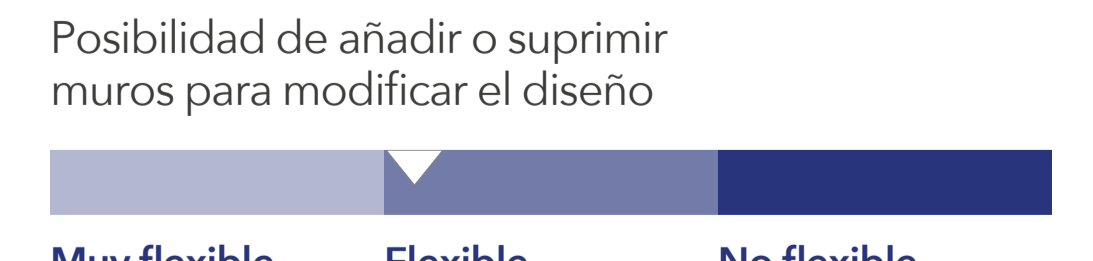 Posibilidad de añadir o suprimir
muros para modificar el diseño
Muy flexible Flexible No flexible